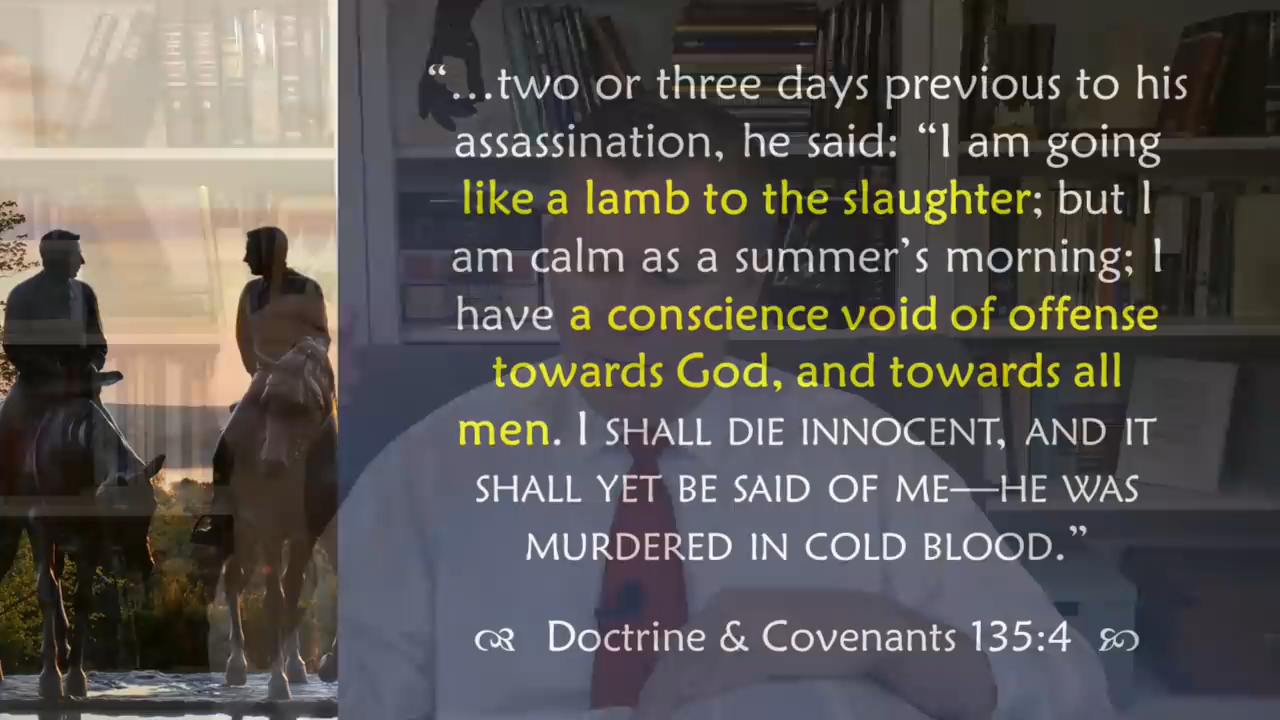 “…two or three days previous to his
assassination, he said: “I am going
like a lamb to the slaughter; but I
am calm as a summer’s morning; I
have a conscience void of offense
towards God, and towards all
men. I SHALL DIE INNOCENT, AND IT
SHALL YET BE SAID OF ME—HE WAS
MURDERED IN COLD BLOOD.”
Doctrine & Covenants 135:4